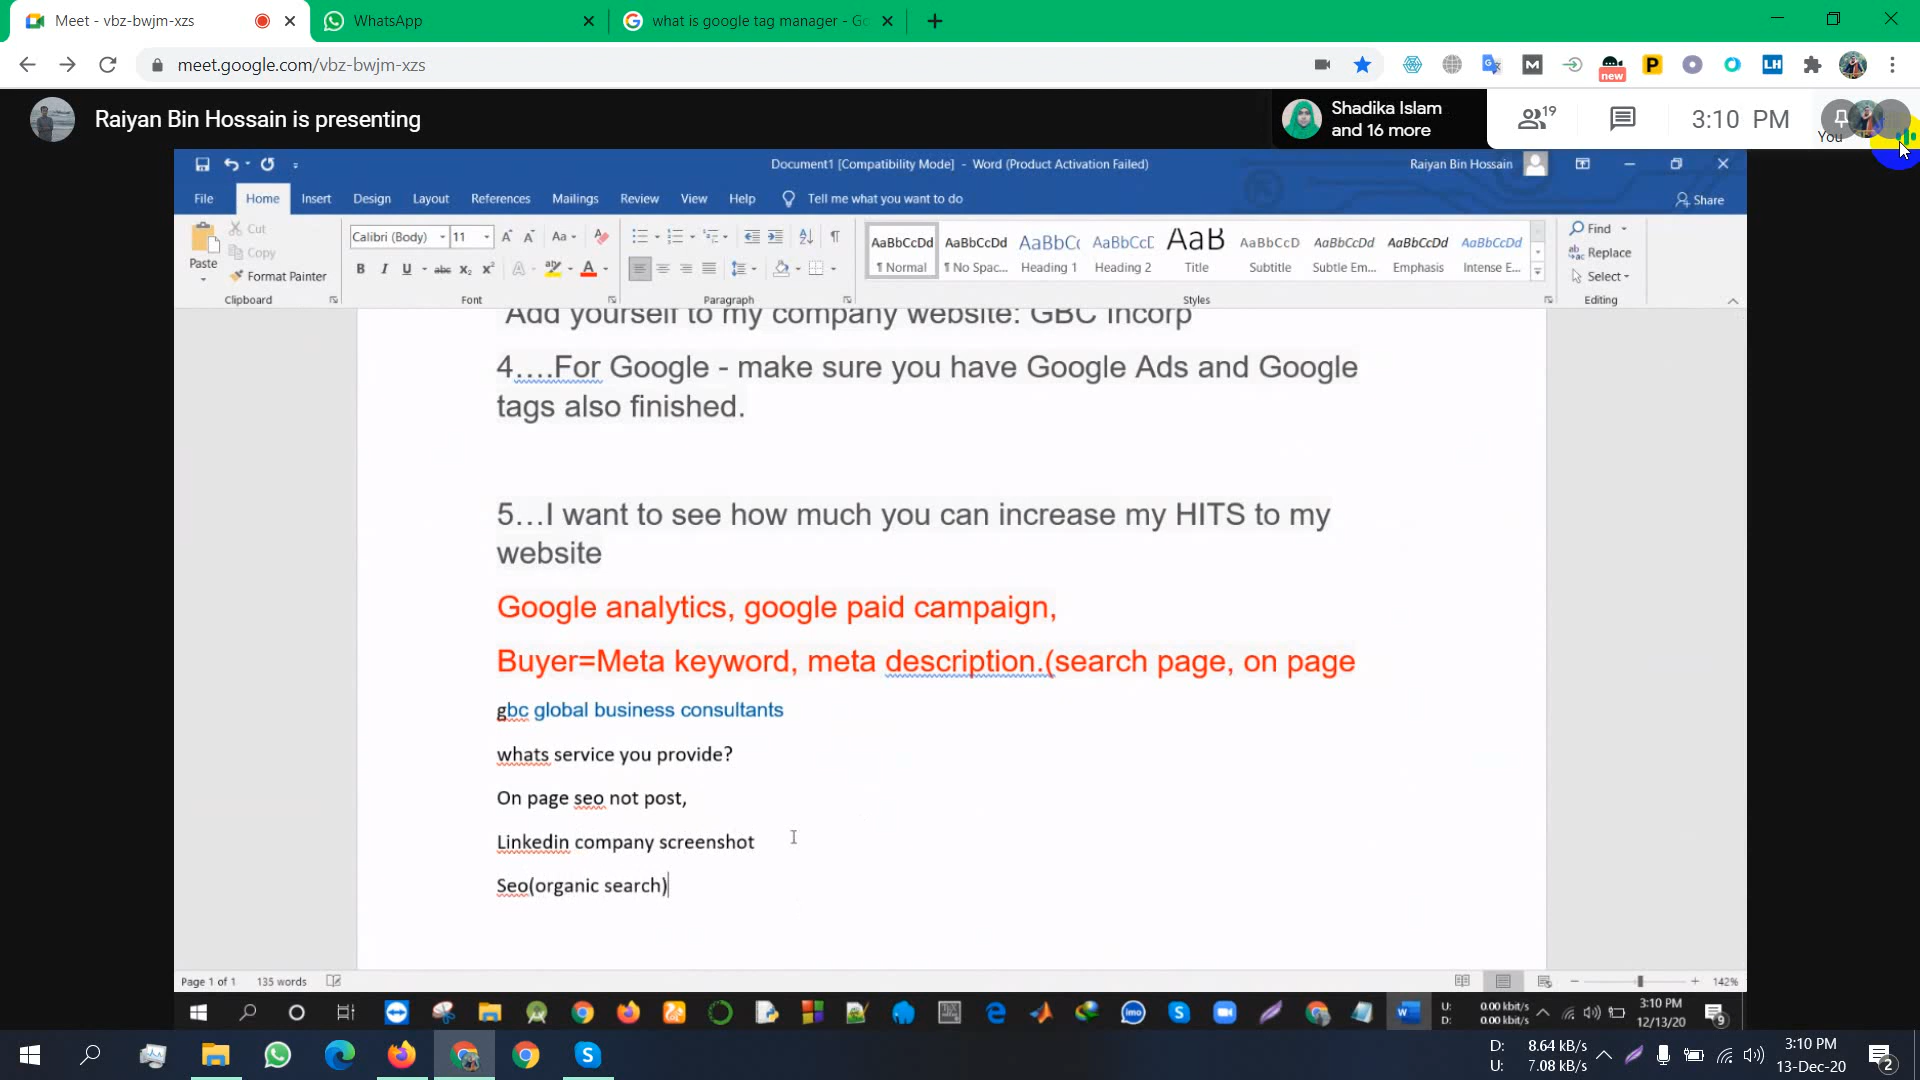 Meet - vbz-bwjm-xzs
WhatsApp
what is google tag manager - Go
meet.google.com/vbz-bwjm-xzs
new
Raiyan Bin Hossain is presenting
Shadika Islam
and 16 more
19
3:10 PM
You
Document1 [Compatibility Mode] - Word (Product Activation Failed)
Raiyan Bin Hossain
File Home Insert Design Layout References Mailings Review View Help Tell me what you want to do
Share
Paste
Cut
Copy
Format Painter
Clipboard
Calibri (Body) 11
Font
Paragraph
AaBbCcDd AaBbCcDd AaBbCc AaBbCcD AaB AaBbCcD AaBbCcDd AaBbCcDd AaBbCcDd
¶ Normal ¶ No Spac... Heading 1 Heading 2 Title Subtitle Subtle Em... Emphasis Intense E...
Styles
Find
Replace
Select
Editing
Add yourself to my company website: GBC Incorp
4….For Google - make sure you have Google Ads and Google
tags also finished.
5…I want to see how much you can increase my HITS to my
website
Google analytics, google paid campaign,
Buyer=Meta keyword, meta description.(search page, on page
gbc global business consultants
whats service you provide?
On page seo not post,
Linkedin company screenshot
Seo(organic search)
Page 1 of 1 135 words
142%
U: 0.00 kbit/s
D: 0.00 kbit/s
3:10 PM
12/13/20
9
D: 8.64 kB/s
U: 7.08 kB/s
3:10 PM
13-Dec-20
2